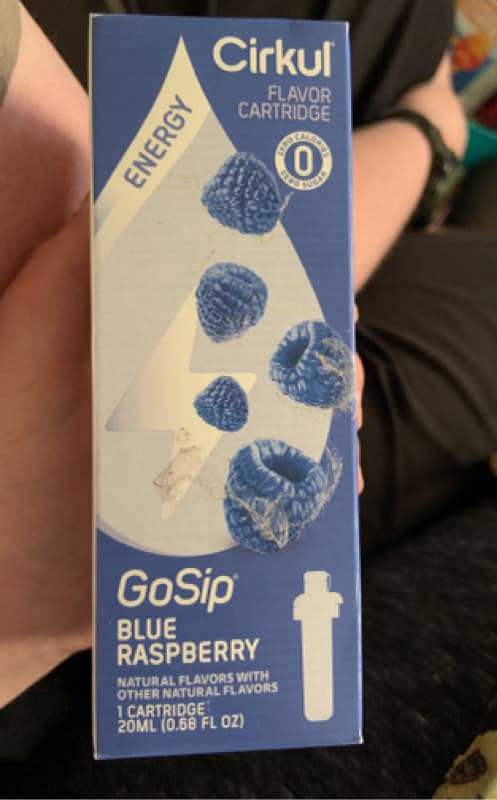 Cirkul®
FLAVOR
CARTRIDGE
ENERGY
ZERO CALORIES
0
ZERO SUGAR
GoSip®
BLUE
RASPBERRY
NATURAL FLAVORS WITH
OTHER NATURAL FLAVORS
1 CARTRIDGE
20ML (0.68 FL OZ)